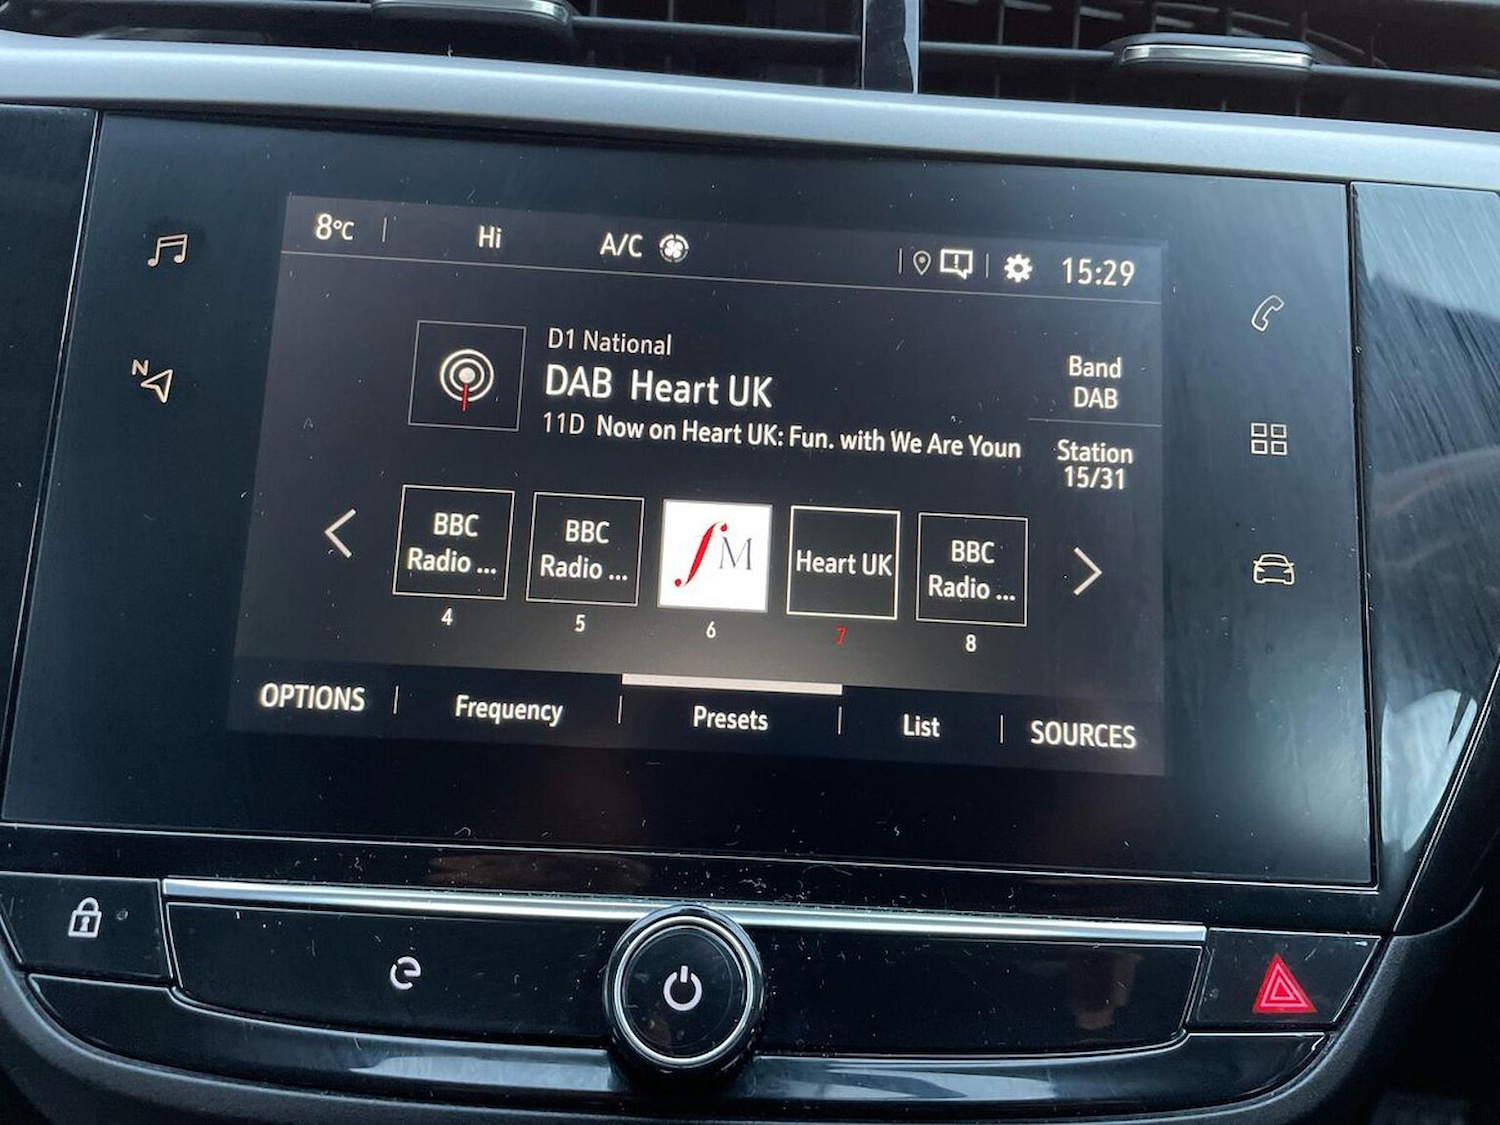 8°C Hi A/C 15:29
D1 National
DAB Heart UK
11D Now on Heart UK: Fun. with We Are Youn
Band
DAB
Station
15/31
N
BBC
Radio ...
4
BBC
Radio ...
5
fM
6
Heart UK
7
BBC
Radio ...
8
OPTIONS Frequency Presets List SOURCES